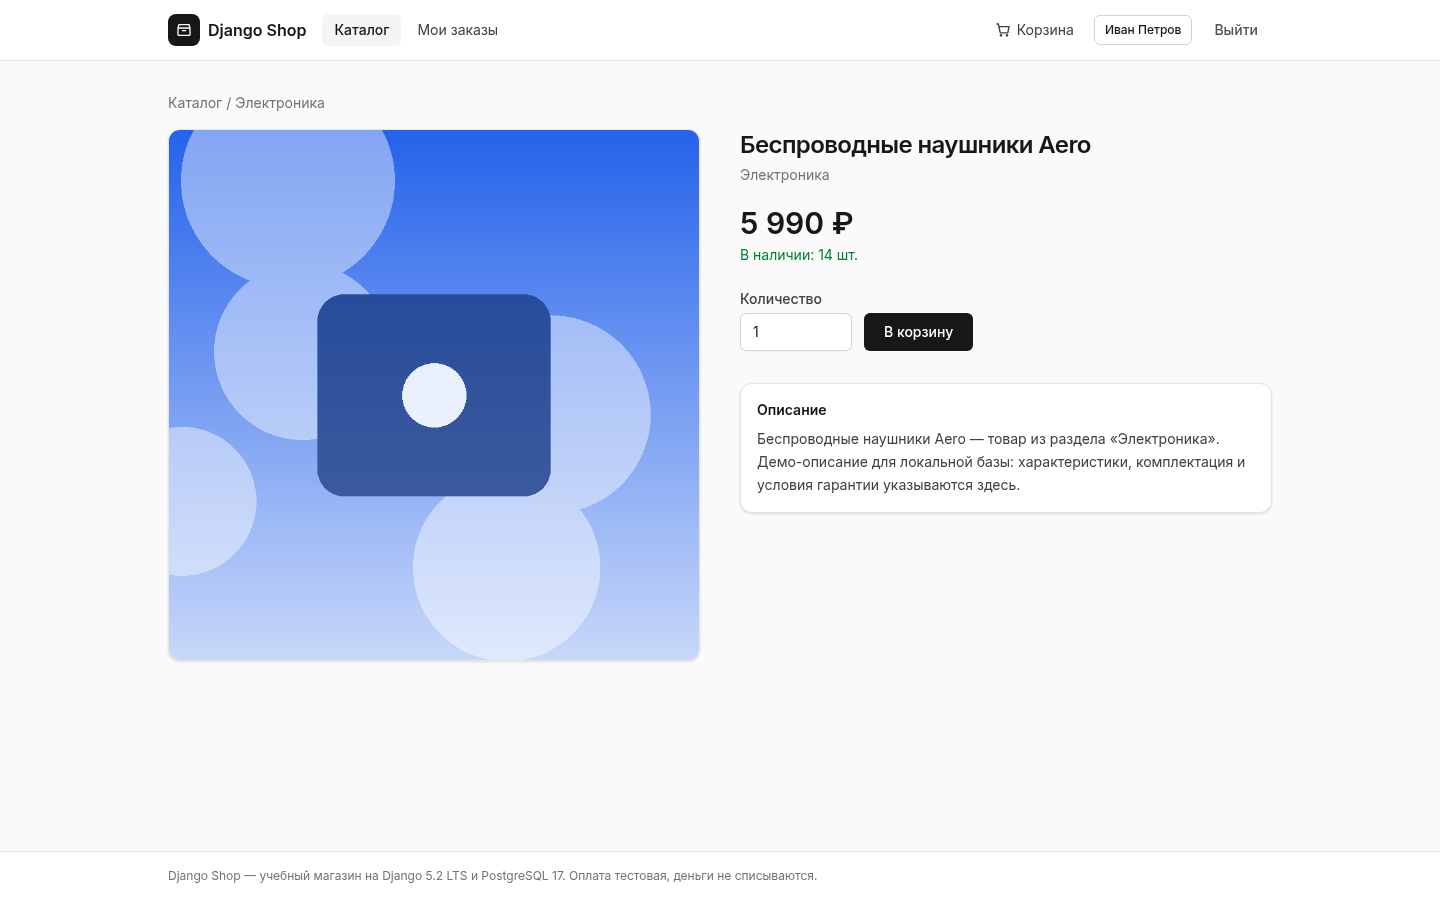 Django Shop Каталог Мои заказы Корзина Иван Петров Выйти
Каталог / Электроника
Беспроводные наушники Aero
Электроника
5 990 ₽
В наличии: 14 шт.
Количество
1 В корзину
Описание
Беспроводные наушники Aero — товар из раздела «Электроника».
Демо-описание для локальной базы: характеристики, комплектация и
условия гарантии указываются здесь.
Django Shop — учебный магазин на Django 5.2 LTS и PostgreSQL 17. Оплата тестовая, деньги не списываются.